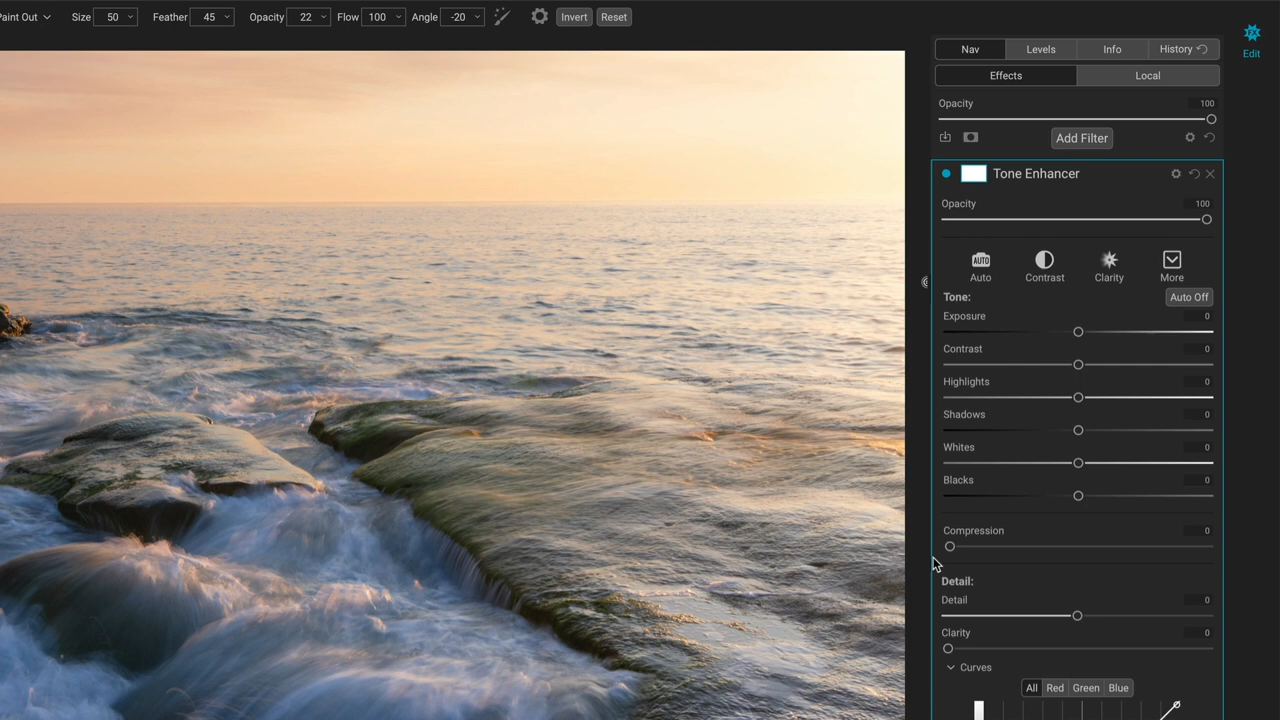 Paint Out Size 50 Feather 45 Opacity 22 Flow 100 Angle -20 Invert Reset
Edit
Nav Levels Info History
Effects Local
Opacity 100
Add Filter
Tone Enhancer
Opacity 100
AUTO
Auto Contrast Clarity More
Tone: Auto Off
Exposure 0
Contrast 0
Highlights 0
Shadows 0
Whites 0
Blacks 0
Compression 0
Detail:
Detail 0
Clarity 0
Curves
All Red Green Blue